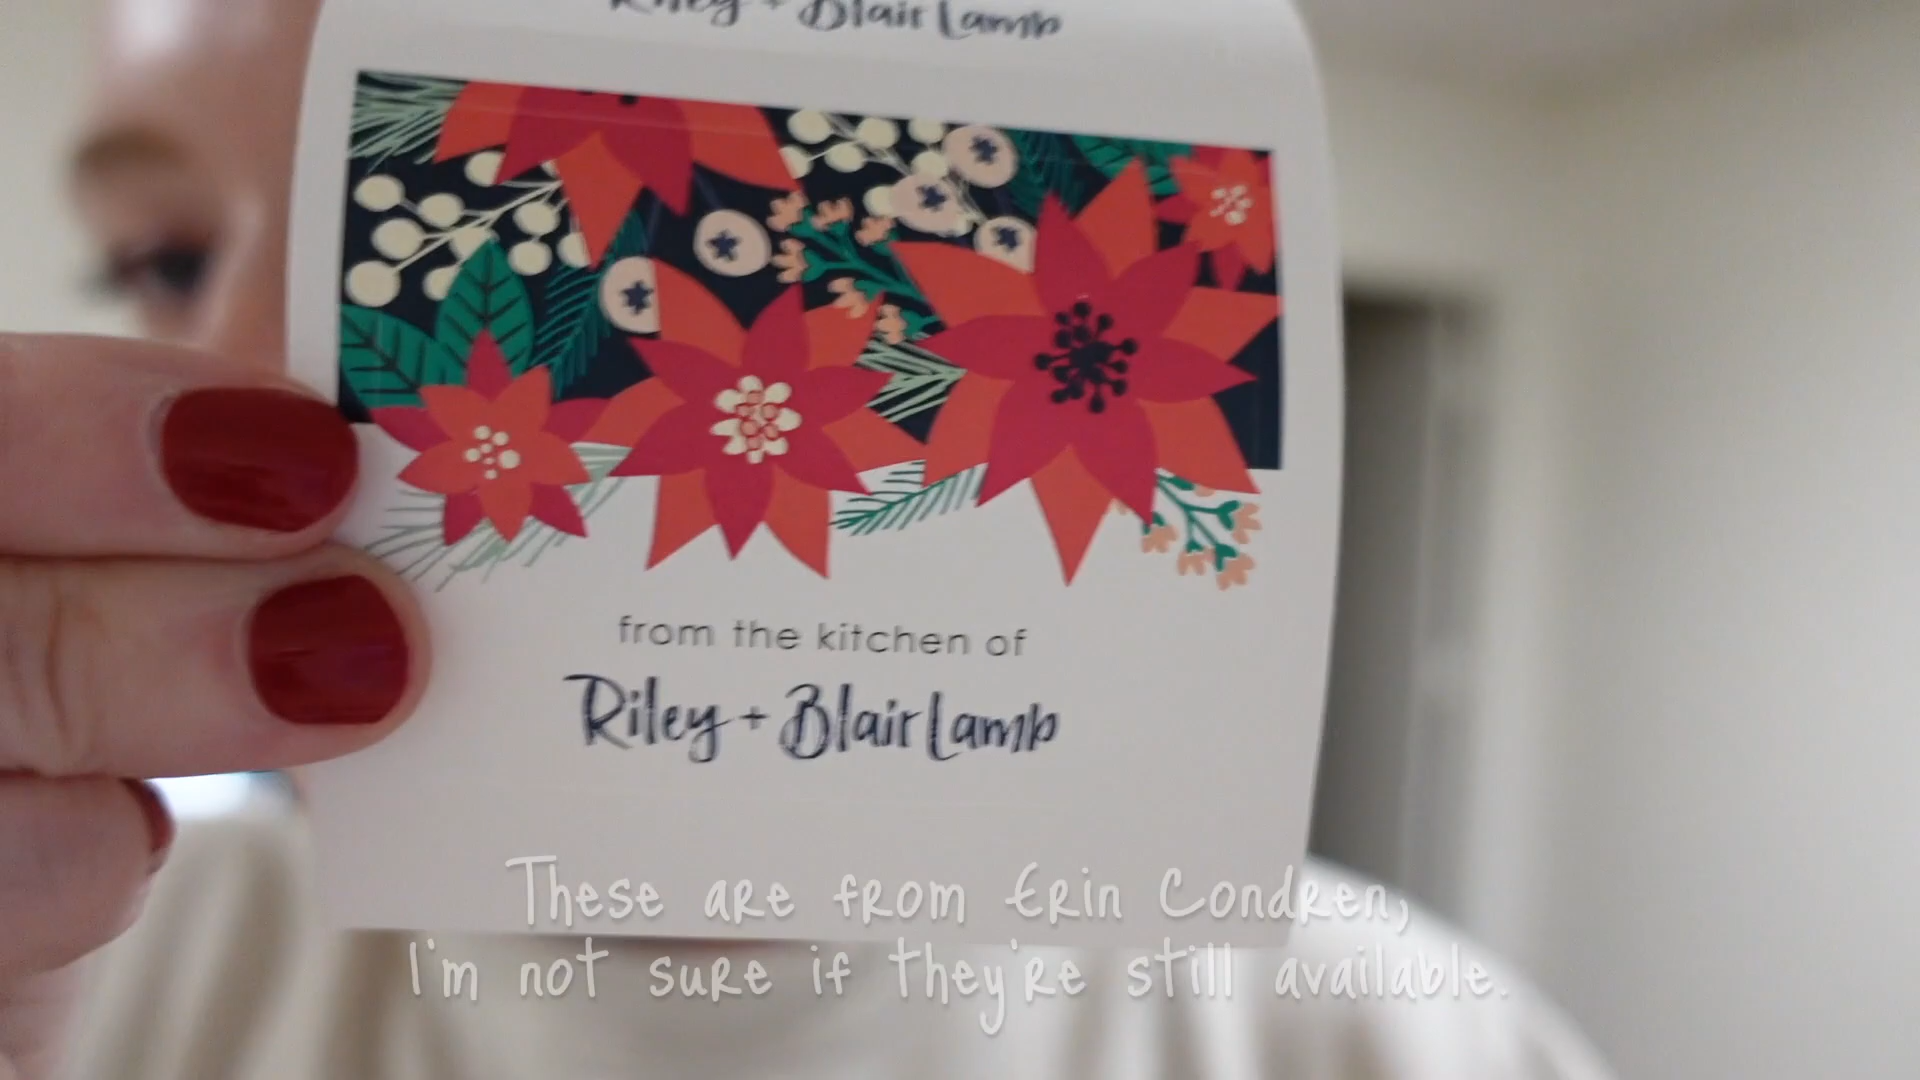 Riley + Blair Lamb
from the kitchen of
Riley + Blair Lamb
These are from Erin Condren,
I'm not sure if they're still available.